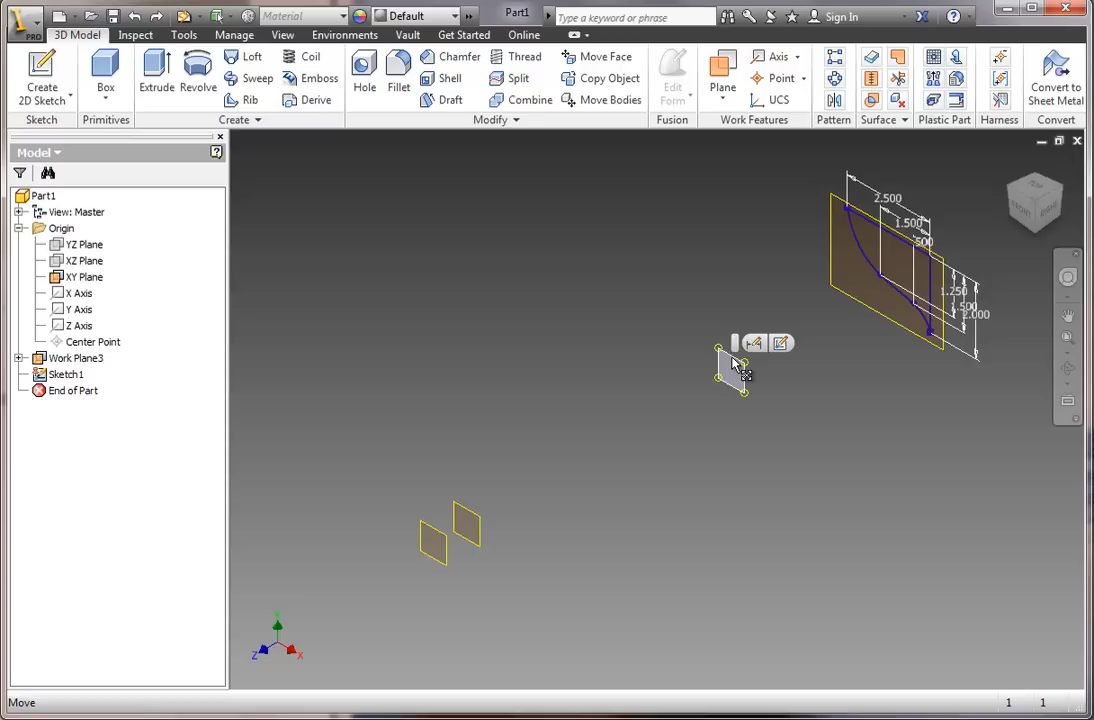 Material
Default
Part1
Type a keyword or phrase
Sign In
PRO
3D Model
Inspect
Tools
Manage
View
Environments
Vault
Get Started
Online
Create
2D Sketch
Box
Extrude
Revolve
Loft
Sweep
Rib
Coil
Emboss
Derive
Hole
Fillet
Chamfer
Shell
Draft
Thread
Split
Combine
Move Face
Copy Object
Move Bodies
Edit
Form
Plane
Axis
Point
UCS
Convert to
Sheet Metal
Sketch
Primitives
Create
Modify
Fusion
Work Features
Pattern
Surface
Plastic Part
Harness
Convert
Model
Part1
View: Master
Origin
YZ Plane
XZ Plane
XY Plane
X Axis
Y Axis
Z Axis
Center Point
Work Plane3
Sketch1
End of Part
2.500
1.500
.500
1.250
2.000
TOP
FRONT
RIGHT
Y
Z
X
Move
1 1